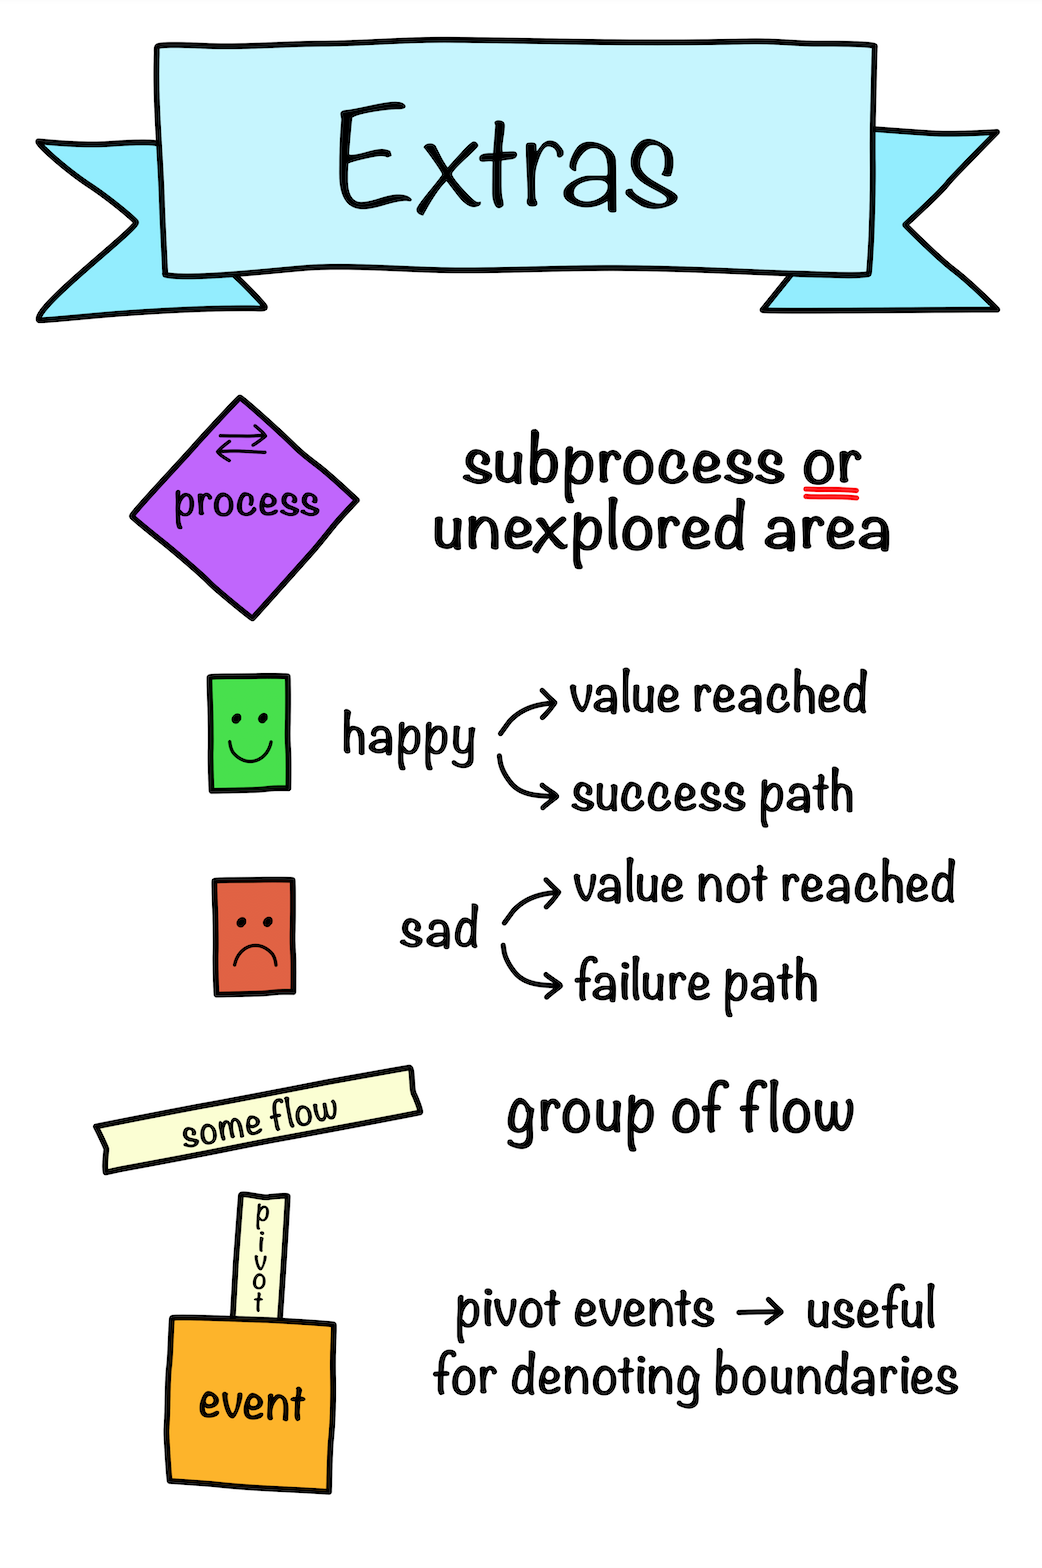 Extras
process
subprocess or
unexplored area
happy
value reached
success path
sad
value not reached
failure path
some flow
group of flow
pivot
event
pivot events → useful
for denoting boundaries